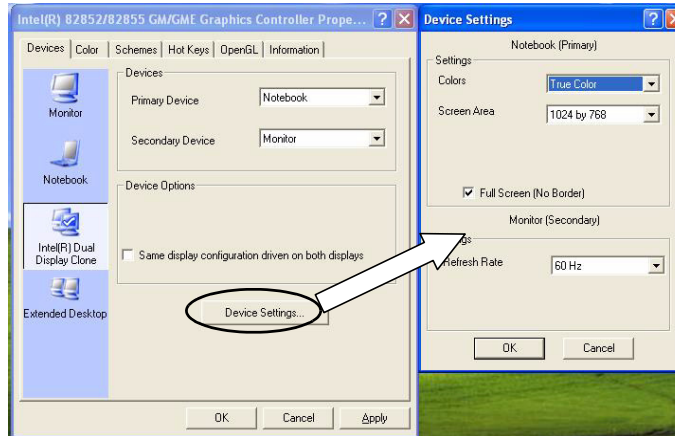 Intel(R) 82852/82855 GM/GME Graphics Controller Prope...
Devices
Color
Schemes
Hot Keys
OpenGL
Information
Monitor
Notebook
Intel(R) Dual
Display Clone
Extended Desktop
Devices
Primary Device
Notebook
Secondary Device
Monitor
Device Options
Same display configuration driven on both displays
Device Settings...
OK
Cancel
Apply
Device Settings
Notebook (Primary)
Settings
Colors
True Color
Screen Area
1024 by 768
Full Screen (No Border)
Monitor (Secondary)
Refresh Rate
60 Hz
OK
Cancel